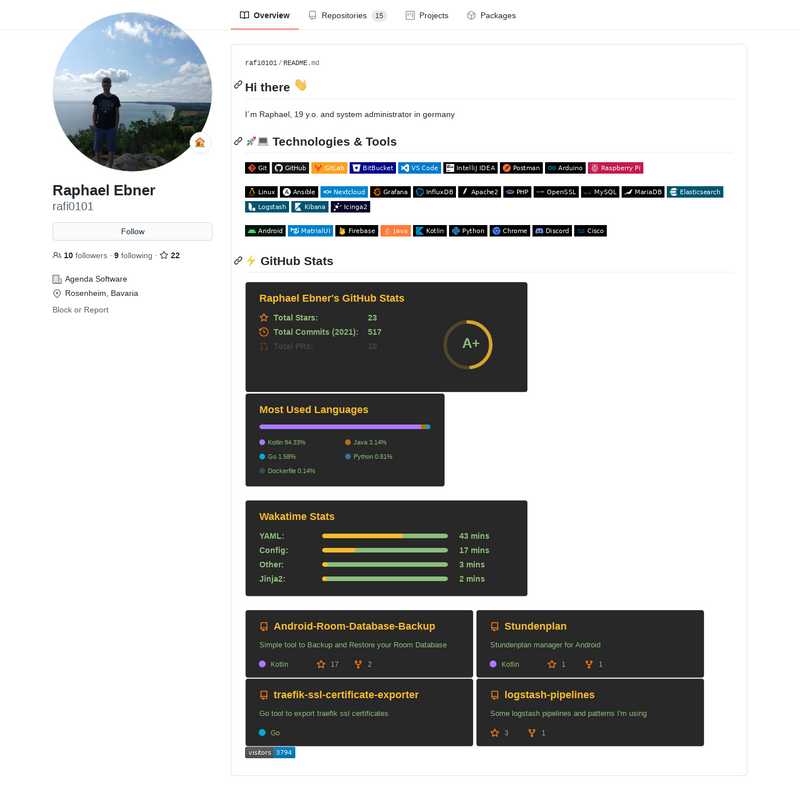 Overview Repositories 15 Projects Packages
rafi0101/README.md
Hi there 👋
I´m Raphael, 19 y.o. and system administrator in germany
🚀💻 Technologies & Tools
Git GitHub GitLab BitBucket VS Code IntelliJ IDEA Postman Arduino Raspberry Pi
Linux Ansible Nextcloud Grafana InfluxDB Apache2 PHP OpenSSL MySQL MariaDB Elasticsearch
Logstash Kibana Icinga2
Android MatrialUI Firebase Java Kotlin Python Chrome Discord Cisco
⚡ GitHub Stats
Raphael Ebner's GitHub Stats
Total Stars: 23
Total Commits (2021): 517
Total PRs:
A+
Most Used Languages
Kotlin 94.33% Java 3.14%
Go 1.58% Python 0.81%
Dockerfile 0.14%
Wakatime Stats
YAML: 43 mins
Config: 17 mins
Other: 3 mins
Jinja2: 2 mins
Android-Room-Database-Backup
Simple tool to Backup and Restore your Room Database
Kotlin 17 2
Stundenplan
Stundenplan manager for Android
Kotlin 1 1
traefik-ssl-certificate-exporter
Go tool to export traefik ssl certificates
Go
logstash-pipelines
Some logstash pipelines and patterns I'm using
3 1
visitors 3794
Raphael Ebner
rafi0101
Follow
10 followers · 9 following · 22
Agenda Software
Rosenheim, Bavaria
Block or Report